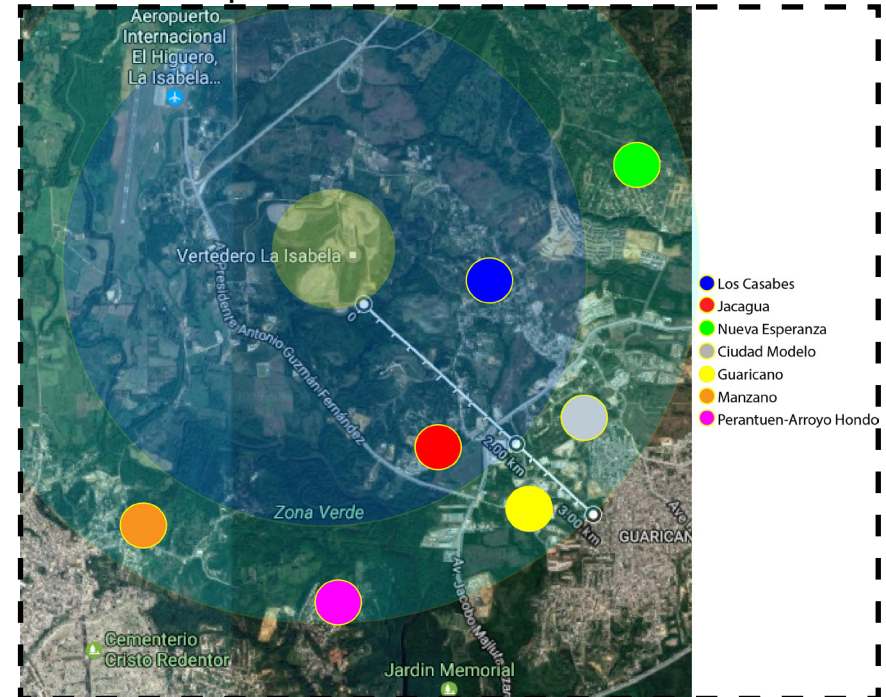 Aeropuerto
Internacional
El Higuero,
La Isabela...
Vertedero La Isabela
Av. Presidente Antonio Guzmán Fernández
0
2:00 km
3:00 km
Zona Verde
GUARICAN
Av. Jacobo Majluta
Cementerio
Cristo Redentor
Jardin Memorial
Los Casabes
Jacagua
Nueva Esperanza
Ciudad Modelo
Guaricano
Manzano
Perantuen-Arroyo Hondo